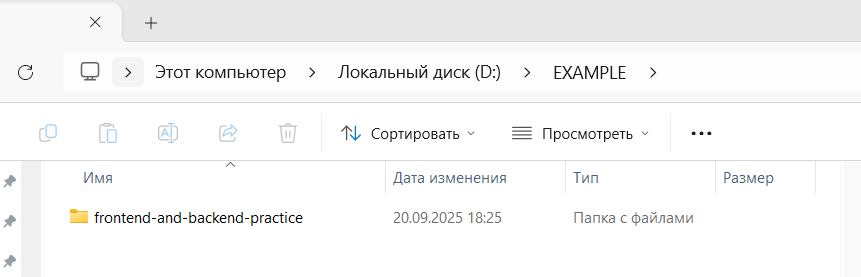 Этот компьютер Локальный диск (D:) EXAMPLE
Сортировать Просмотреть
Имя Дата изменения Тип Размер
frontend-and-backend-practice 20.09.2025 18:25 Папка с файлами